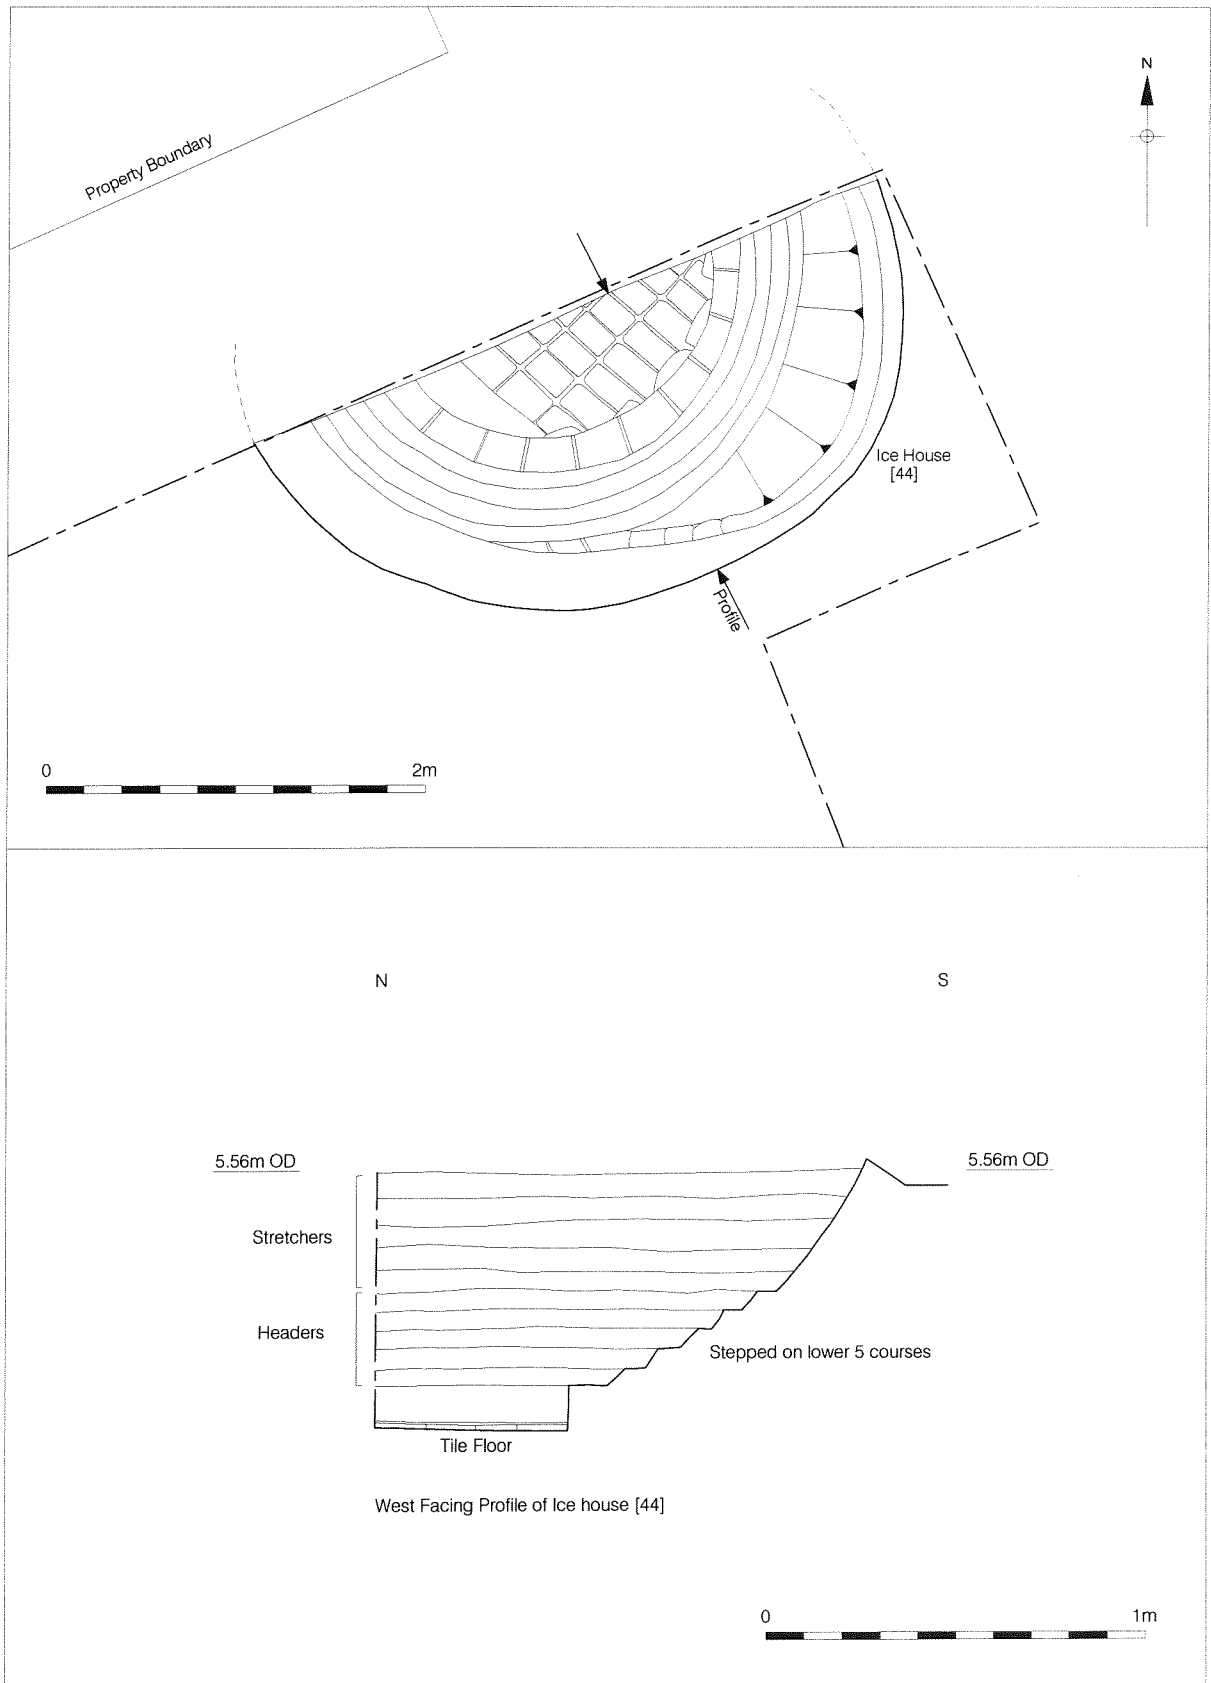 N
Property Boundary
Ice House
[44]
Profile
0 2m
N S
5.56m OD 5.56m OD
Stretchers
Headers
Stepped on lower 5 courses
Tile Floor
West Facing Profile of Ice house [44]
0 1m